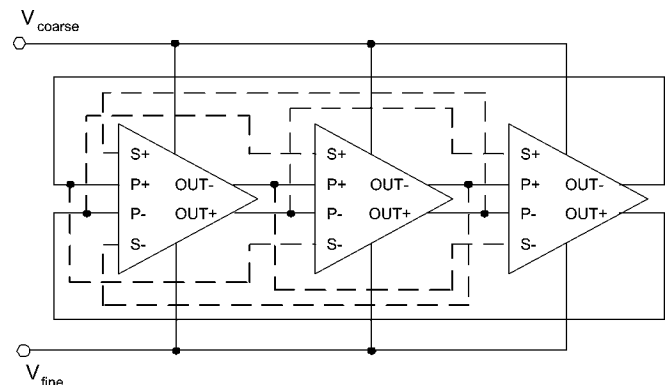 V coarse
S+ S+ S+
P+ OUT- P+ OUT- P+ OUT-
P- OUT+ P- OUT+ P- OUT+
S- S- S-
V fine